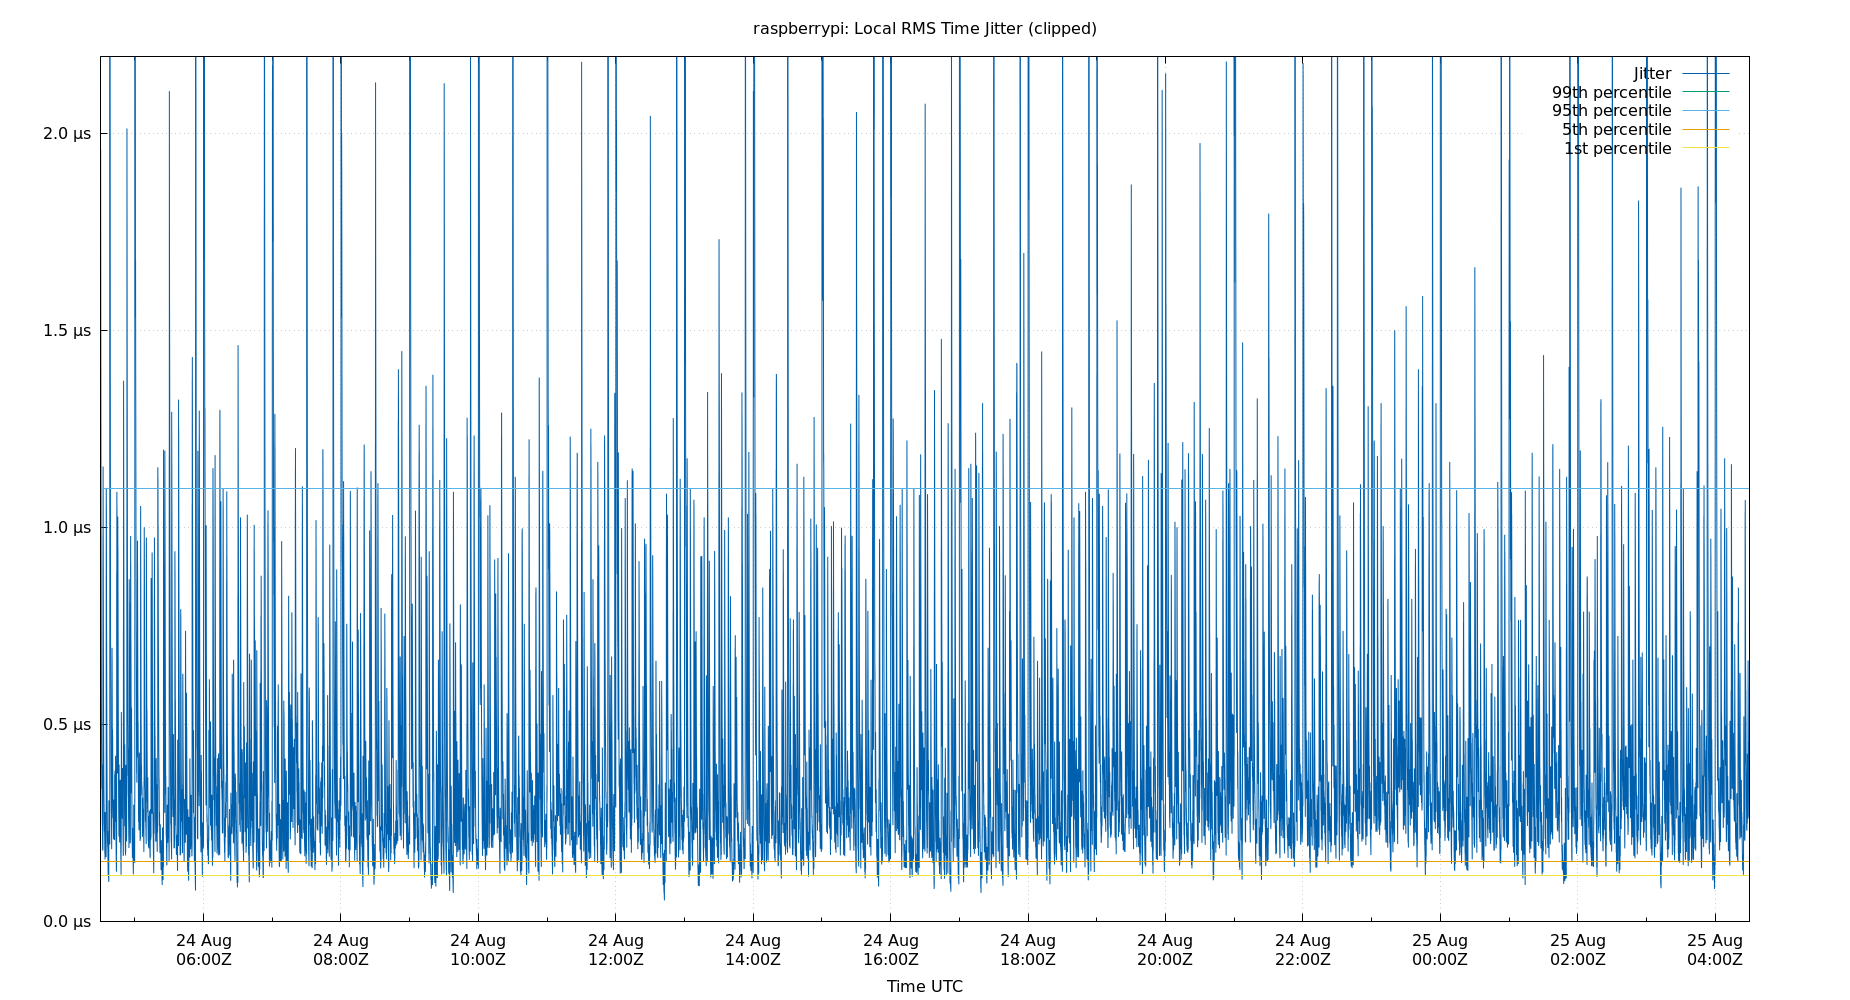 raspberrypi: Local RMS Time Jitter (clipped)
Jitter
99th percentile
95th percentile
5th percentile
1st percentile
2.0 µs
1.5 µs
1.0 µs
0.5 µs
0.0 µs
24 Aug 24 Aug 24 Aug 24 Aug 24 Aug 24 Aug 24 Aug 24 Aug 24 Aug 25 Aug 25 Aug 25 Aug
06:00Z 08:00Z 10:00Z 12:00Z 14:00Z 16:00Z 18:00Z 20:00Z 22:00Z 00:00Z 02:00Z 04:00Z
Time UTC